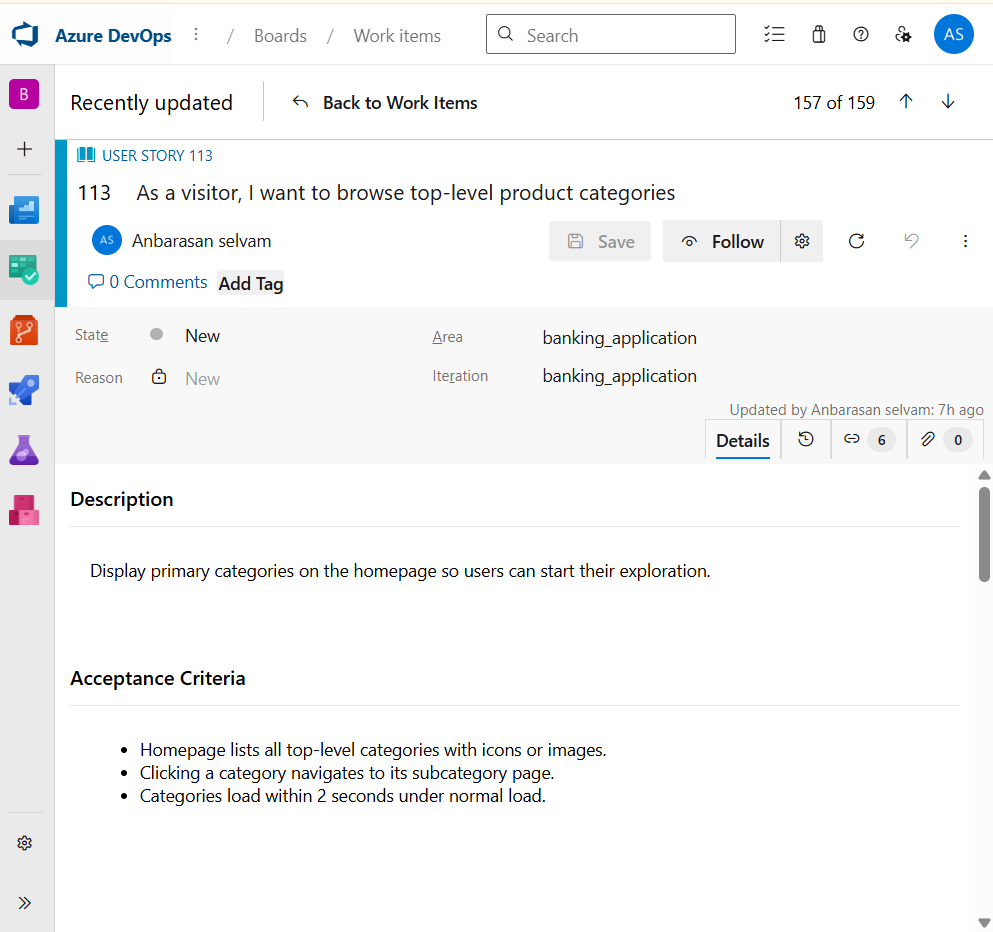 Azure DevOps / Boards / Work items Search AS
B Recently updated Back to Work Items 157 of 159
USER STORY 113
113 As a visitor, I want to browse top-level product categories
AS Anbarasan selvam Save Follow
0 Comments Add Tag
State New Area banking_application
Reason New Iteration banking_application
Updated by Anbarasan selvam: 7h ago
Details 6 0
Description
Display primary categories on the homepage so users can start their exploration.
Acceptance Criteria
• Homepage lists all top-level categories with icons or images.
• Clicking a category navigates to its subcategory page.
• Categories load within 2 seconds under normal load.